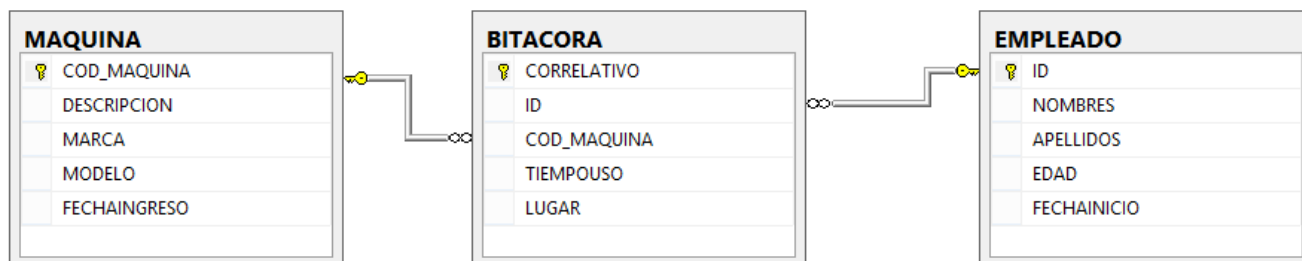 MAQUINA
COD_MAQUINA
DESCRIPCION
MARCA
MODELO
FECHAINGRESO
BITACORA
CORRELATIVO
ID
COD_MAQUINA
TIEMPOUSO
LUGAR
EMPLEADO
ID
NOMBRES
APELLIDOS
EDAD
FECHAINICIO